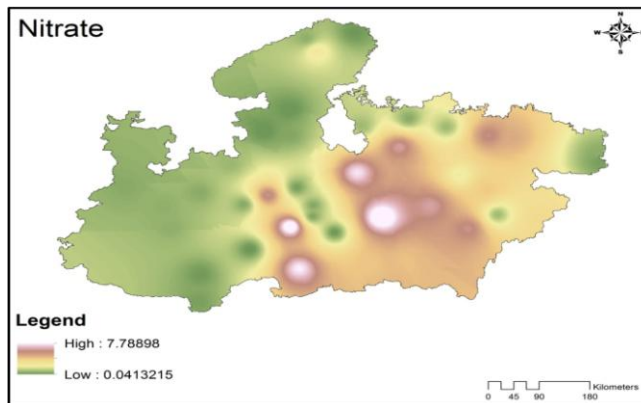 Nitrate
N
W E
S
Legend
High : 7.78898
Low : 0.0413215
Kilometers
0 45 90 180